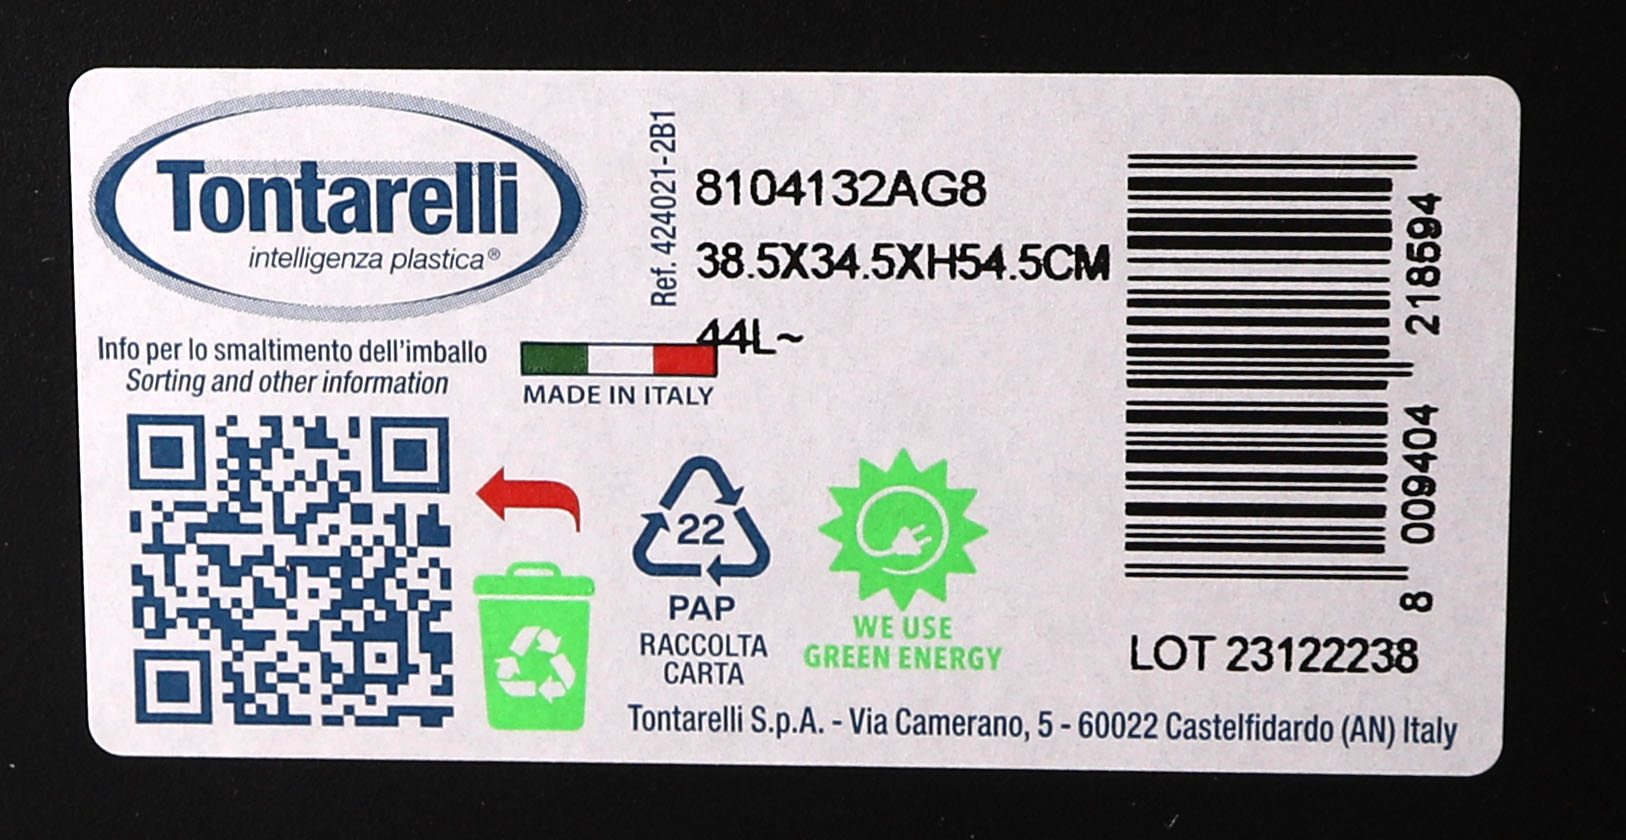 Tontarelli
intelligenza plastica®
Info per lo smaltimento dell'imballo
Sorting and other information
MADE IN ITALY
Ref. 424021-2B1
8104132AG8
38.5X34.5XH54.5CM
44L~
22
PAP
RACCOLTA
CARTA
WE USE
GREEN ENERGY
8 009404 218594
LOT 23122238
Tontarelli S.p.A. - Via Camerano, 5 - 60022 Castelfidardo (AN) Italy